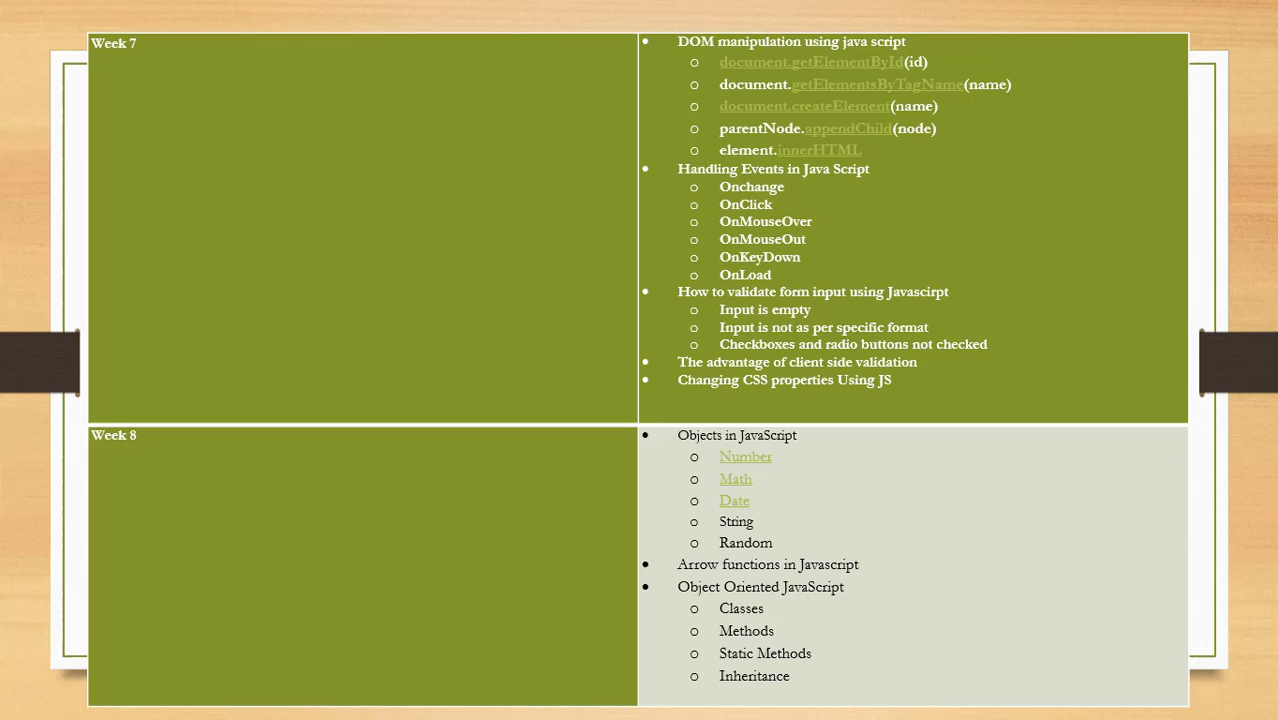 Week 7
DOM manipulation using java script
document.getElementById(id)
document.getElementsByTagName(name)
document.createElement(name)
parentNode.appendChild(node)
element.innerHTML
Handling Events in Java Script
Onchange
OnClick
OnMouseOver
OnMouseOut
OnKeyDown
OnLoad
How to validate form input using Javascirpt
Input is empty
Input is not as per specific format
Checkboxes and radio buttons not checked
The advantage of client side validation
Changing CSS properties Using JS
Week 8
Objects in JavaScript
Number
Math
Date
String
Random
Arrow functions in Javascript
Object Oriented JavaScript
Classes
Methods
Static Methods
Inheritance